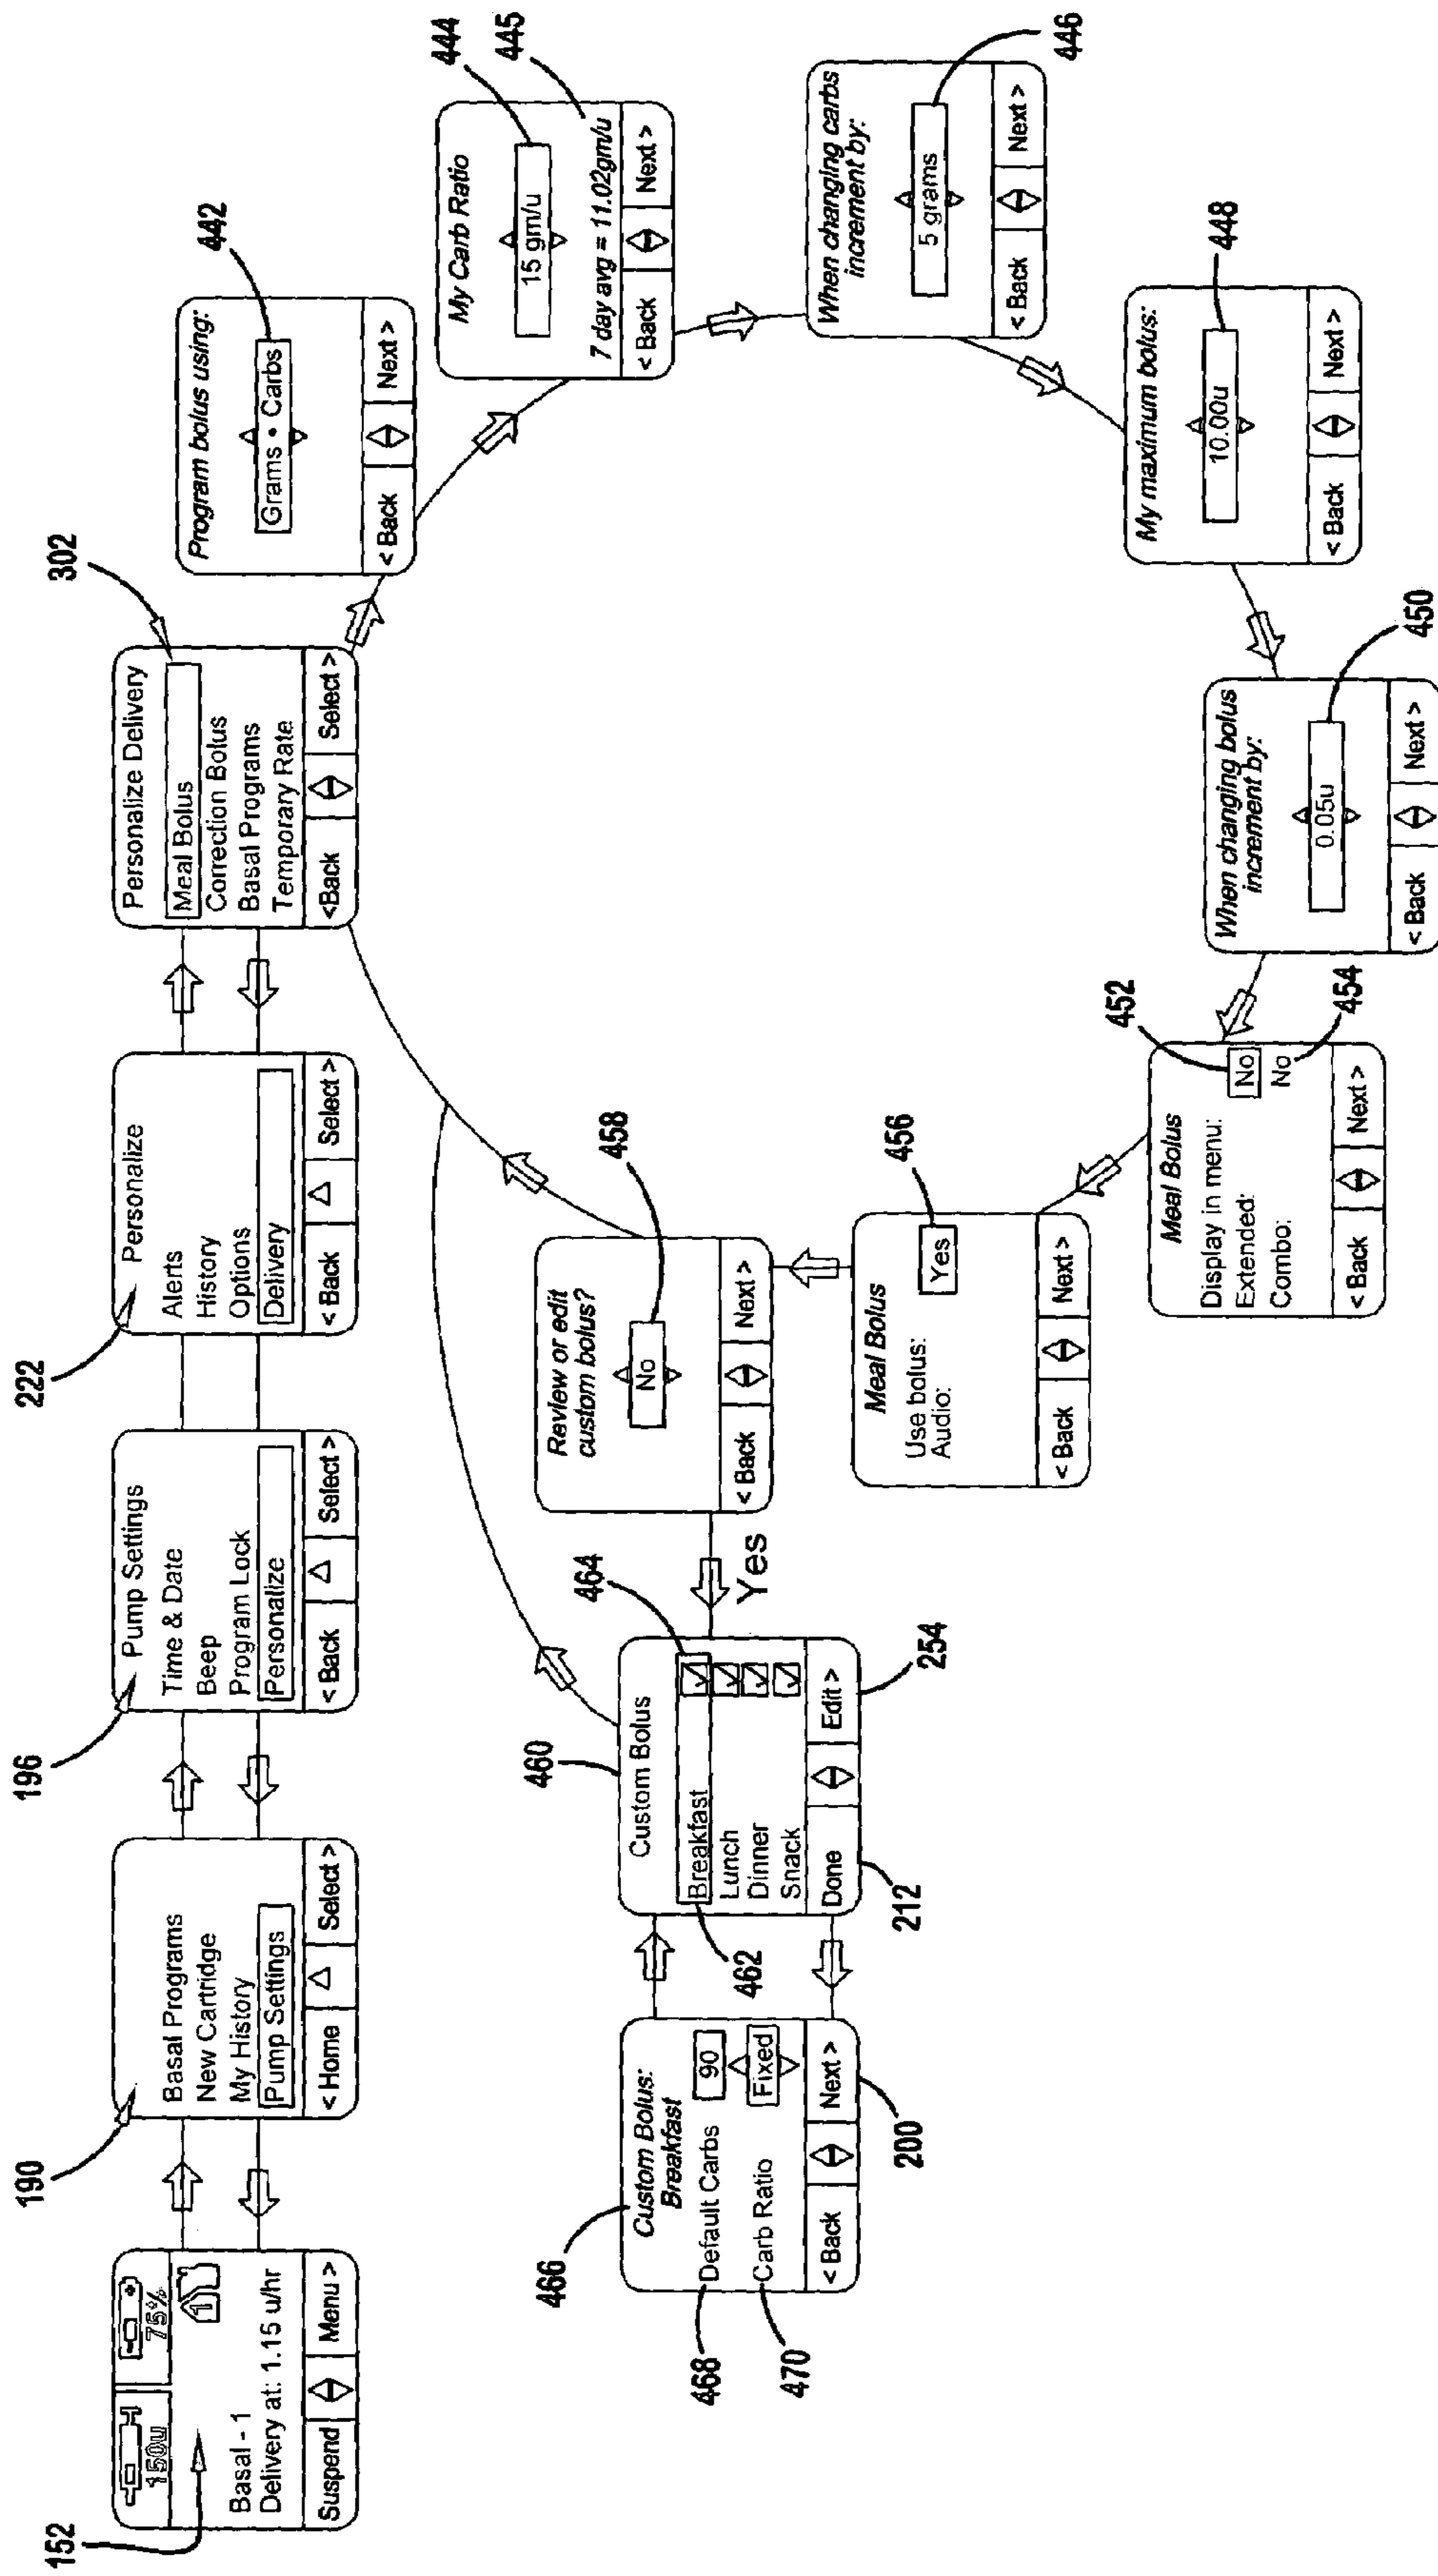 152
150u
75%
1
Basal - 1
Delivery at: 1.15 u/hr
Suspend
Menu >
190
Basal Programs
New Cartridge
My History
Pump Settings
< Home
Select >
196
Pump Settings
Time & Date
Beep
Program Lock
Personalize
< Back
Select >
222
Personalize
Alerts
History
Options
Delivery
< Back
Select >
302
Personalize Delivery
Meal Bolus
Correction Bolus
Basal Programs
Temporary Rate
<Back
Select >
442
Program bolus using:
Grams • Carbs
< Back
Next >
444
445
My Carb Ratio
15 gm/u
7 day avg = 11.02gm/u
< Back
Next >
446
When changing carbs
increment by:
5 grams
< Back
Next >
448
My maximum bolus:
10.00u
< Back
Next >
450
When changing bolus
increment by:
0.05u
< Back
Next >
452
454
Meal Bolus
Display in menu:
Extended: No
Combo: No
< Back
Next >
456
Meal Bolus
Use bolus:
Audio: Yes
< Back
Next >
458
Review or edit
custom bolus?
No
< Back
Next >
Yes
460
464
Custom Bolus
Breakfast
Lunch
Dinner
Snack
Done
Edit >
462
212
254
466
Custom Bolus:
Breakfast
468
Default Carbs 90
470
Carb Ratio Fixed
< Back
Next >
200